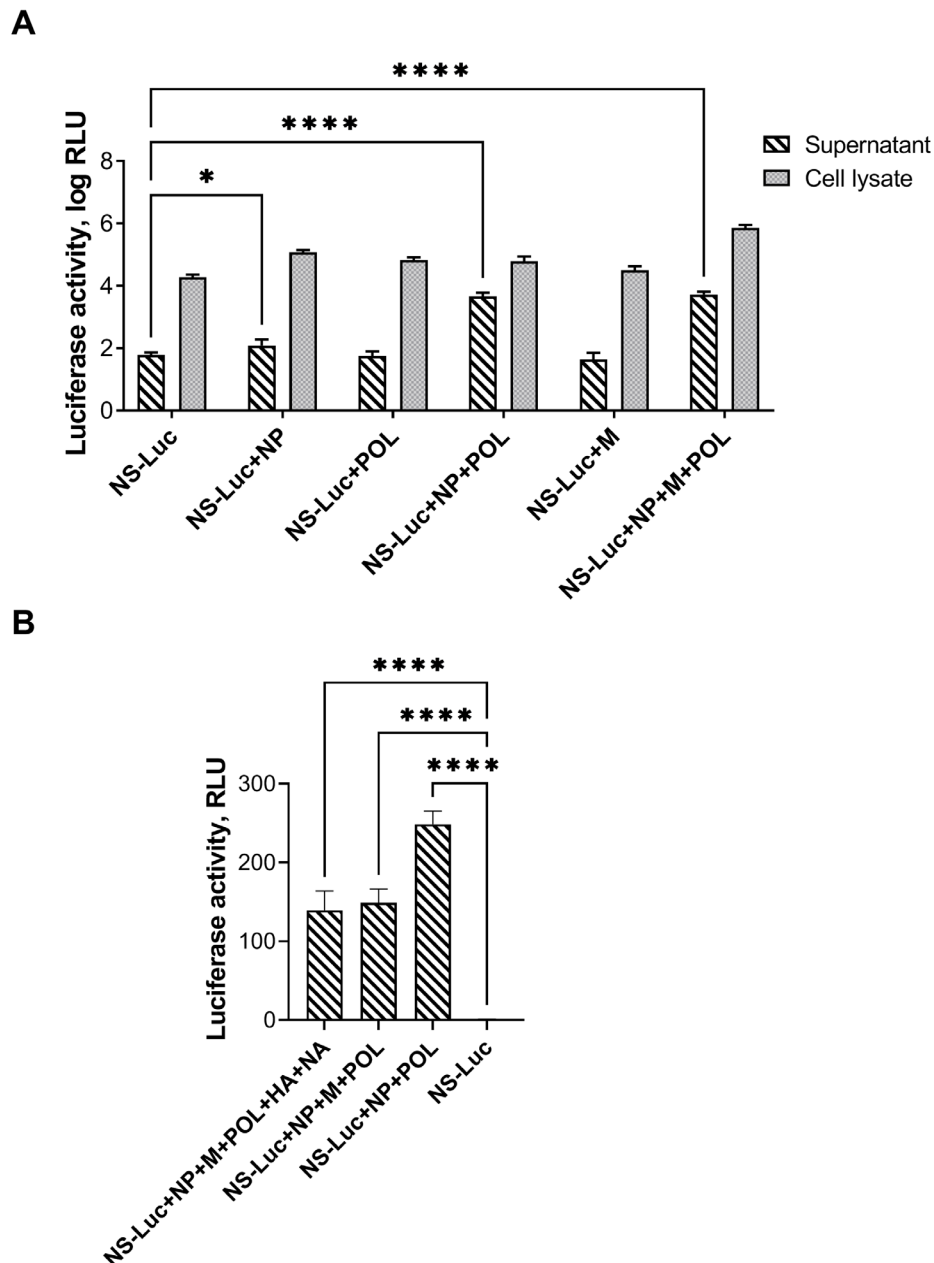 A
****
****
*
Supernatant
Cell lysate
Luciferase activity, log RLU
8
6
4
2
0
NS-Luc
NS-Luc+NP
NS-Luc+POL
NS-Luc+NP+POL
NS-Luc+M
NS-Luc+NP+M+POL
B
****
****
****
Luciferase activity, RLU
300
200
100
0
NS-Luc+NP+M+POL+HA+NA
NS-Luc+NP+M+POL
NS-Luc+NP+POL
NS-Luc